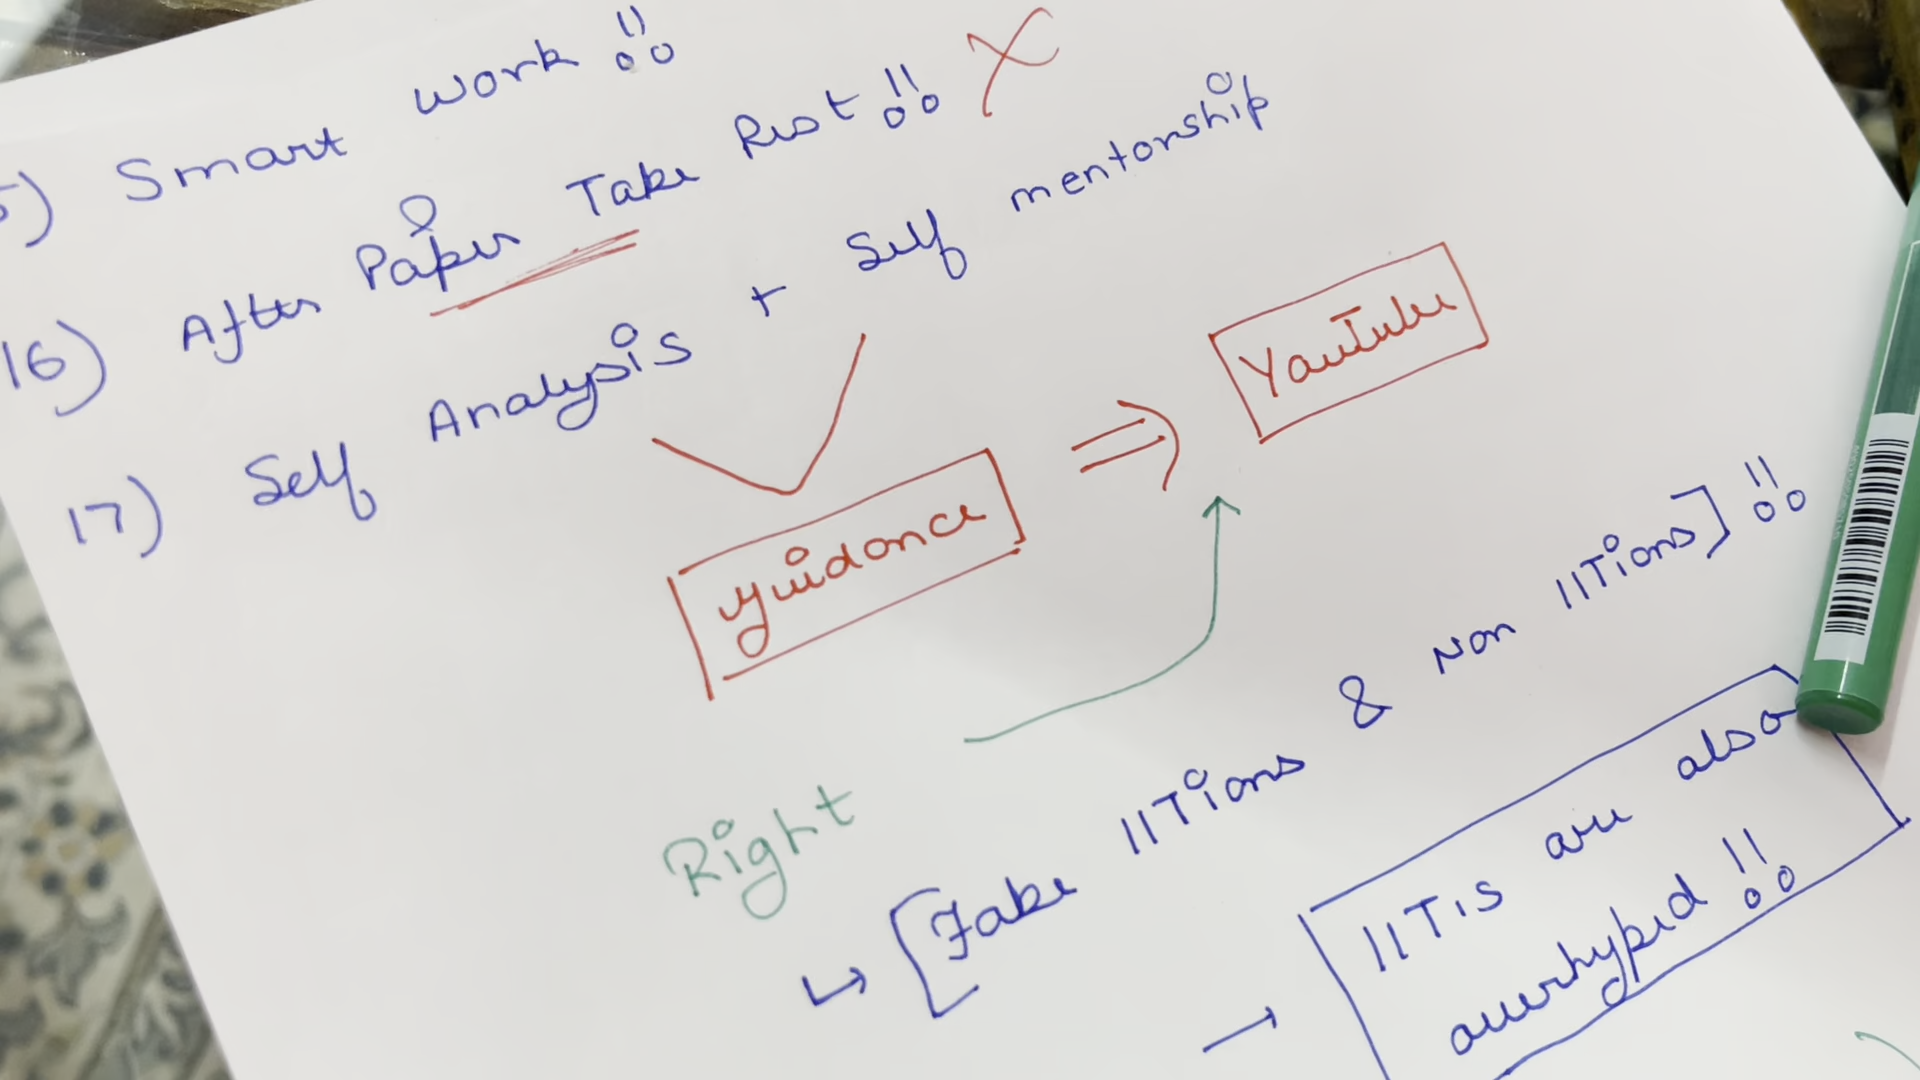 5) Smart Work !!
16) After Paper Take Rest !!
17) Self Analysis + Self mentorship
guidance ⇒ YouTube
Right
↳ [Fake IITians & Non IITians] !!
→ IITis are also
overhyped !!